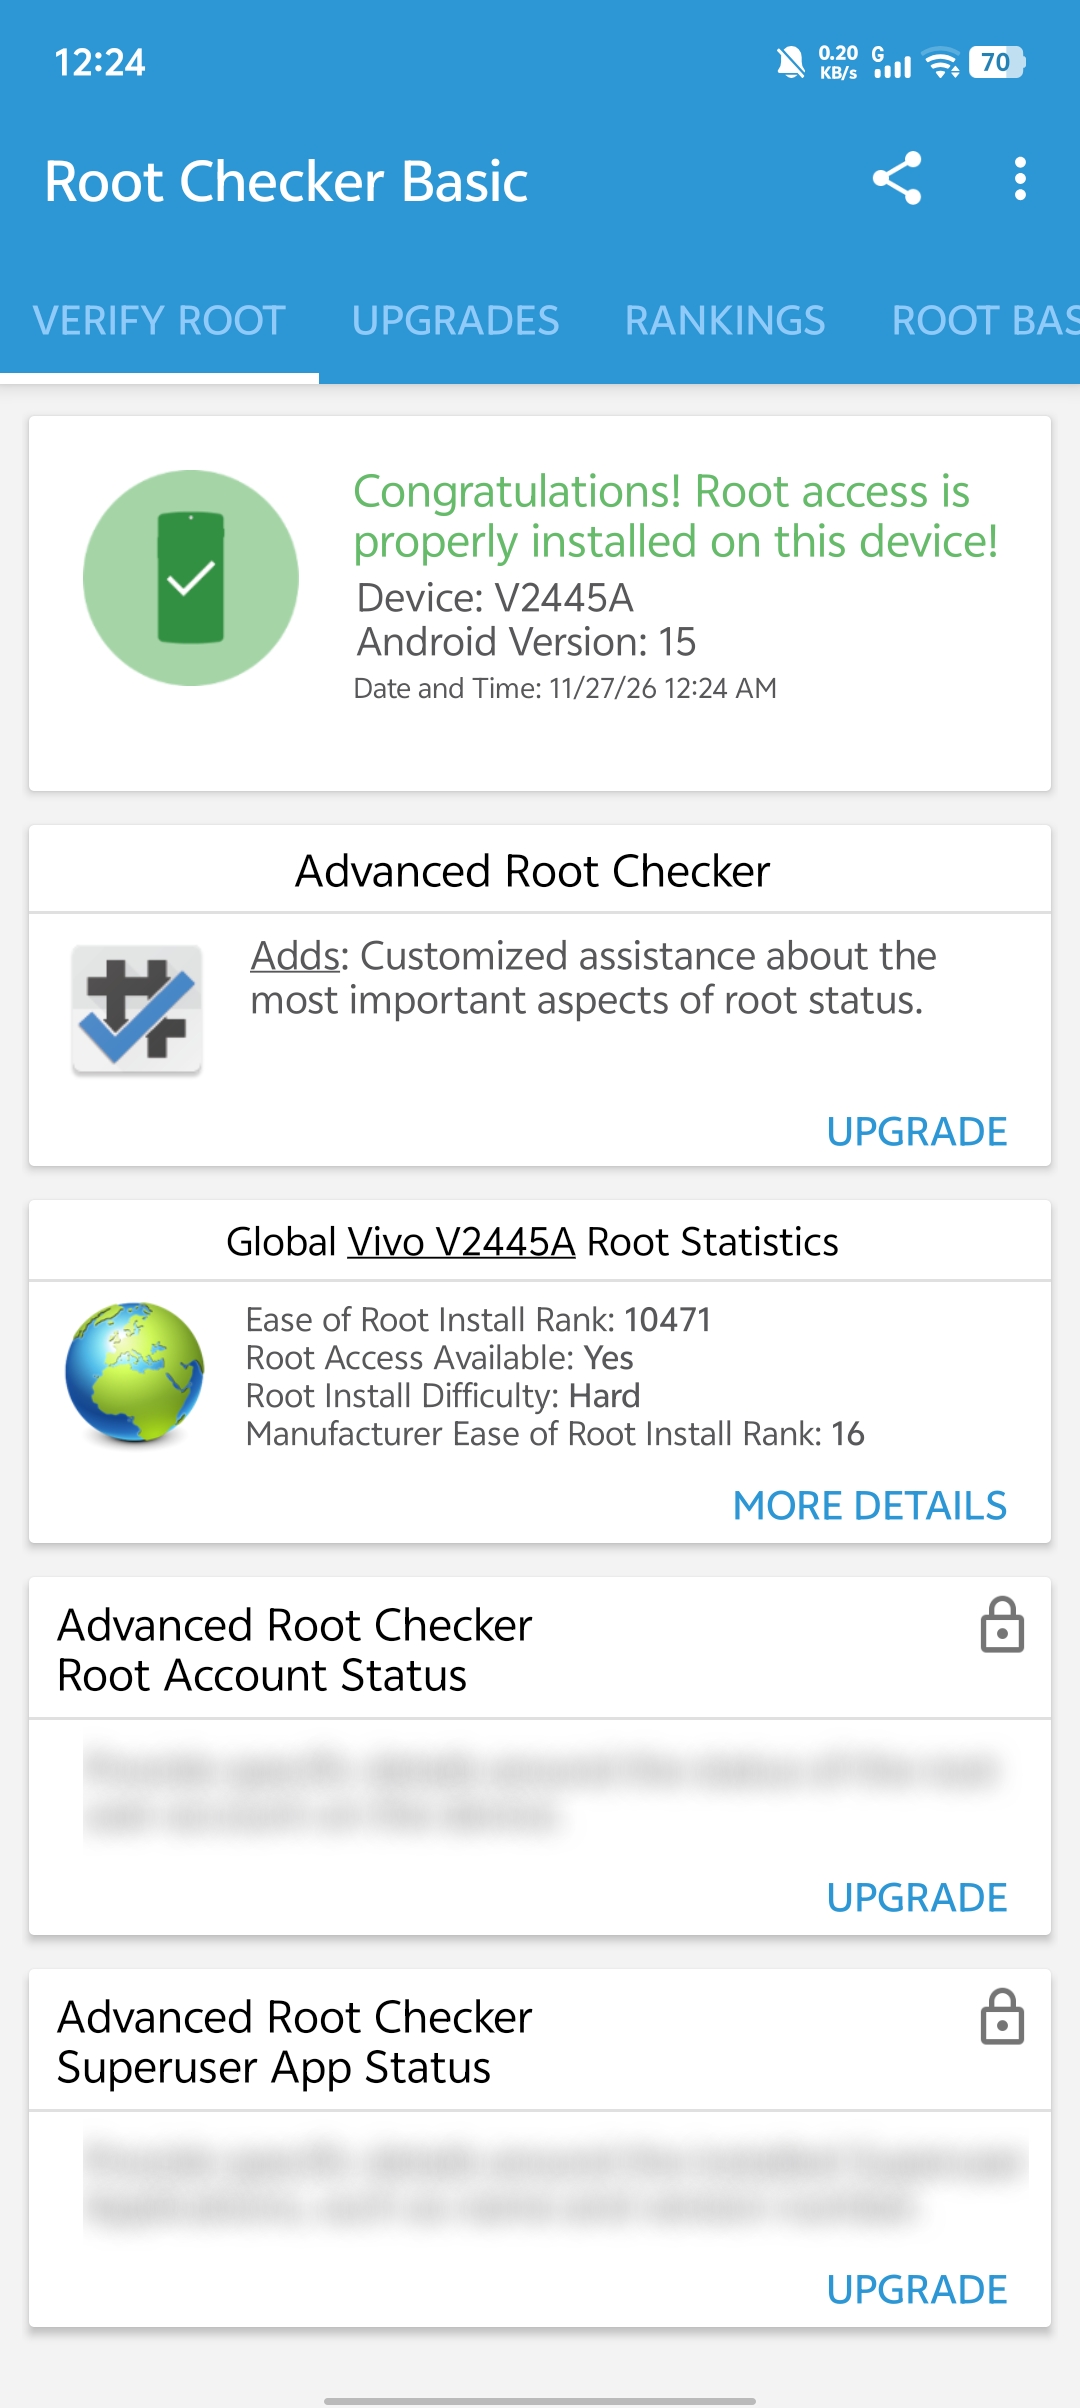 12:24
0.20
KB/s
G
70
Root Checker Basic
VERIFY ROOT
UPGRADES
RANKINGS
ROOT BAS
Congratulations! Root access is
properly installed on this device!
Device: V2445A
Android Version: 15
Date and Time: 11/27/26 12:24 AM
Advanced Root Checker
Adds: Customized assistance about the
most important aspects of root status.
UPGRADE
Global Vivo V2445A Root Statistics
Ease of Root Install Rank: 10471
Root Access Available: Yes
Root Install Difficulty: Hard
Manufacturer Ease of Root Install Rank: 16
MORE DETAILS
Advanced Root Checker
Root Account Status
UPGRADE
Advanced Root Checker
Superuser App Status
UPGRADE